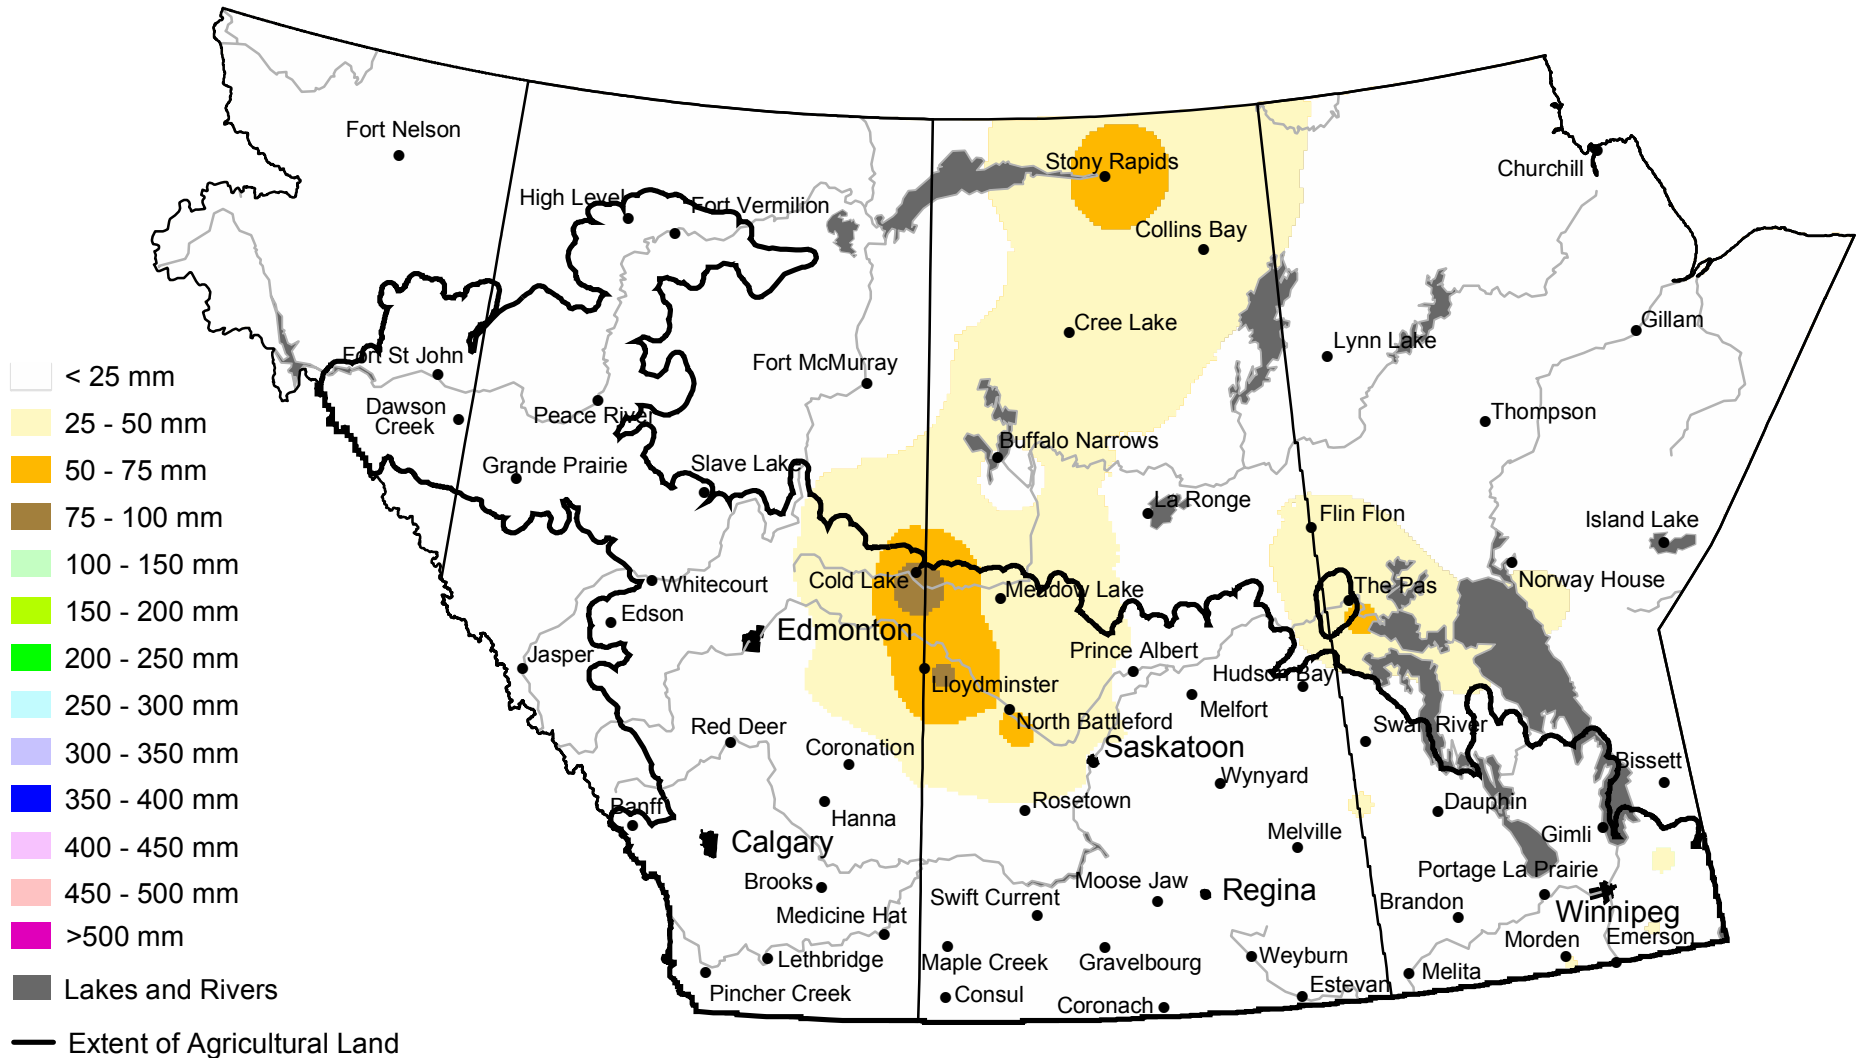 Fort Nelson
Stony Rapids
Churchill
High Level
Fort Vermilion
Collins Bay
Cree Lake
Gillam
Lynn Lake
Fort St John
Fort McMurray
Dawson
Creek
Peace River
Thompson
Buffalo Narrows
Grande Prairie
Slave Lake
La Ronge
Flin Flon
Island Lake
Whitecourt
Cold Lake
Meadow Lake
The Pas
Norway House
Edson
Edmonton
Jasper
Prince Albert
Hudson Bay
Lloydminster
Melfort
North Battleford
Swan River
Red Deer
Coronation
Saskatoon
Wynyard
Bissett
Banff
Hanna
Rosetown
Dauphin
Melville
Gimli
Calgary
Portage La Prairie
Brooks
Swift Current
Moose Jaw
Regina
Brandon
Winnipeg
Medicine Hat
Morden
Emerson
Lethbridge
Maple Creek
Gravelbourg
Weyburn
Melita
Pincher Creek
Consul
Coronach
Estevan
< 25 mm
25 - 50 mm
50 - 75 mm
75 - 100 mm
100 - 150 mm
150 - 200 mm
200 - 250 mm
250 - 300 mm
300 - 350 mm
350 - 400 mm
400 - 450 mm
450 - 500 mm
>500 mm
Lakes and Rivers
Extent of Agricultural Land